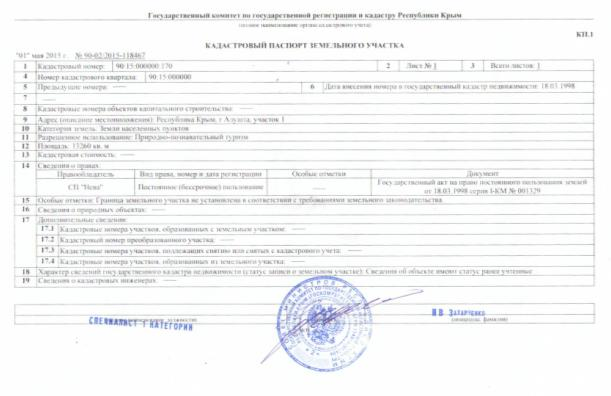 Государственный комитет по государственной регистрации и кадастру Республики Крым
(полное наименование органа кадастрового учета)
КП.1
КАДАСТРОВЫЙ ПАСПОРТ ЗЕМЕЛЬНОГО УЧАСТКА
"01" мая 2015 г. № 90-02/2015-118467
1 Кадастровый номер: 90:15:000000:170 2 Лист № 1 3 Всего листов: 1
4 Номер кадастрового квартала: 90:15:000000
5 Предыдущие номера: —— 6 Дата внесения номера в государственный кадастр недвижимости: 18.03.1998
7 ——
8 Кадастровые номера объектов капитального строительства: ——
9 Адрес (описание местоположения): Республика Крым, г Алушта, участок 1
10 Категория земель: Земли населенных пунктов
11 Разрешенное использование: Природно-познавательный туризм
12 Площадь: 13260 кв. м
13 Кадастровая стоимость: ——
14 Сведения о правах:
Правообладатель Вид права, номер и дата регистрации Особые отметки Документ
СП "Нева" Постоянное (бессрочное) пользование —— Государственный акт на право постоянного пользования землей
от 18.03.1998 серия I-КМ № 001329
15 Особые отметки: Граница земельного участка не установлена в соответствии с требованиями земельного законодательства.
16 Сведения о природных объектах: ——
17 Дополнительные сведения:
17.1 Кадастровые номера участков, образованных с земельным участком: ——
17.2 Кадастровый номер преобразованного участка: ——
17.3 Кадастровые номера участков, подлежащих снятию или снятых с кадастрового учета: ——
17.4 Кадастровые номера участков, образованных из земельного участка: ——
18 Характер сведений государственного кадастра недвижимости (статус записи о земельном участке): Сведения об объекте имеют статус ранее учтенные
19 Сведения о кадастровых инженерах: ——
СПЕЦИАЛИСТ 1 КАТЕГОРИИ
И В ЗАХАРЧЕНКО
(инициалы, фамилия)